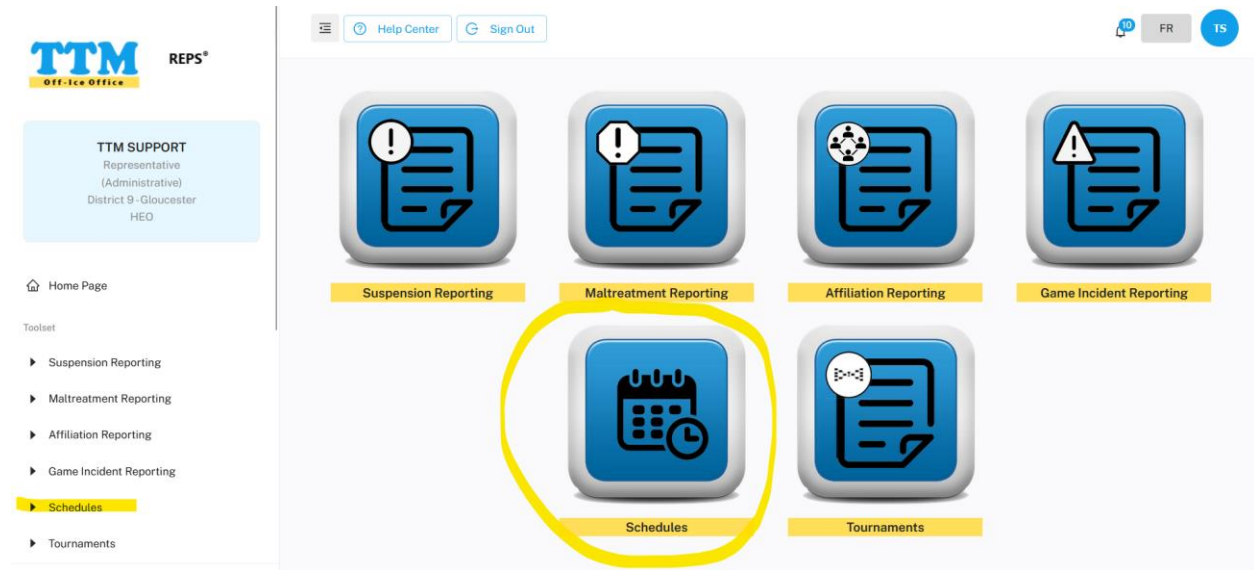 TTM
Off-Ice Office
REPS®
Help Center
Sign Out
10
FR
TS
TTM SUPPORT
Representative
(Administrative)
District 9 - Gloucester
HEO
Home Page
Toolset
Suspension Reporting
Maltreatment Reporting
Affiliation Reporting
Game Incident Reporting
Schedules
Tournaments
Suspension Reporting
Maltreatment Reporting
Affiliation Reporting
Game Incident Reporting
Schedules
Tournaments